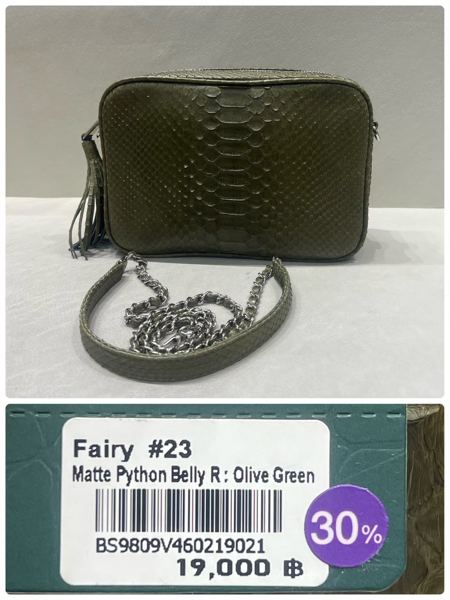 Fairy #23
Matte Python Belly R : Olive Green
BS9809V460219021
19,000 ฿
30%